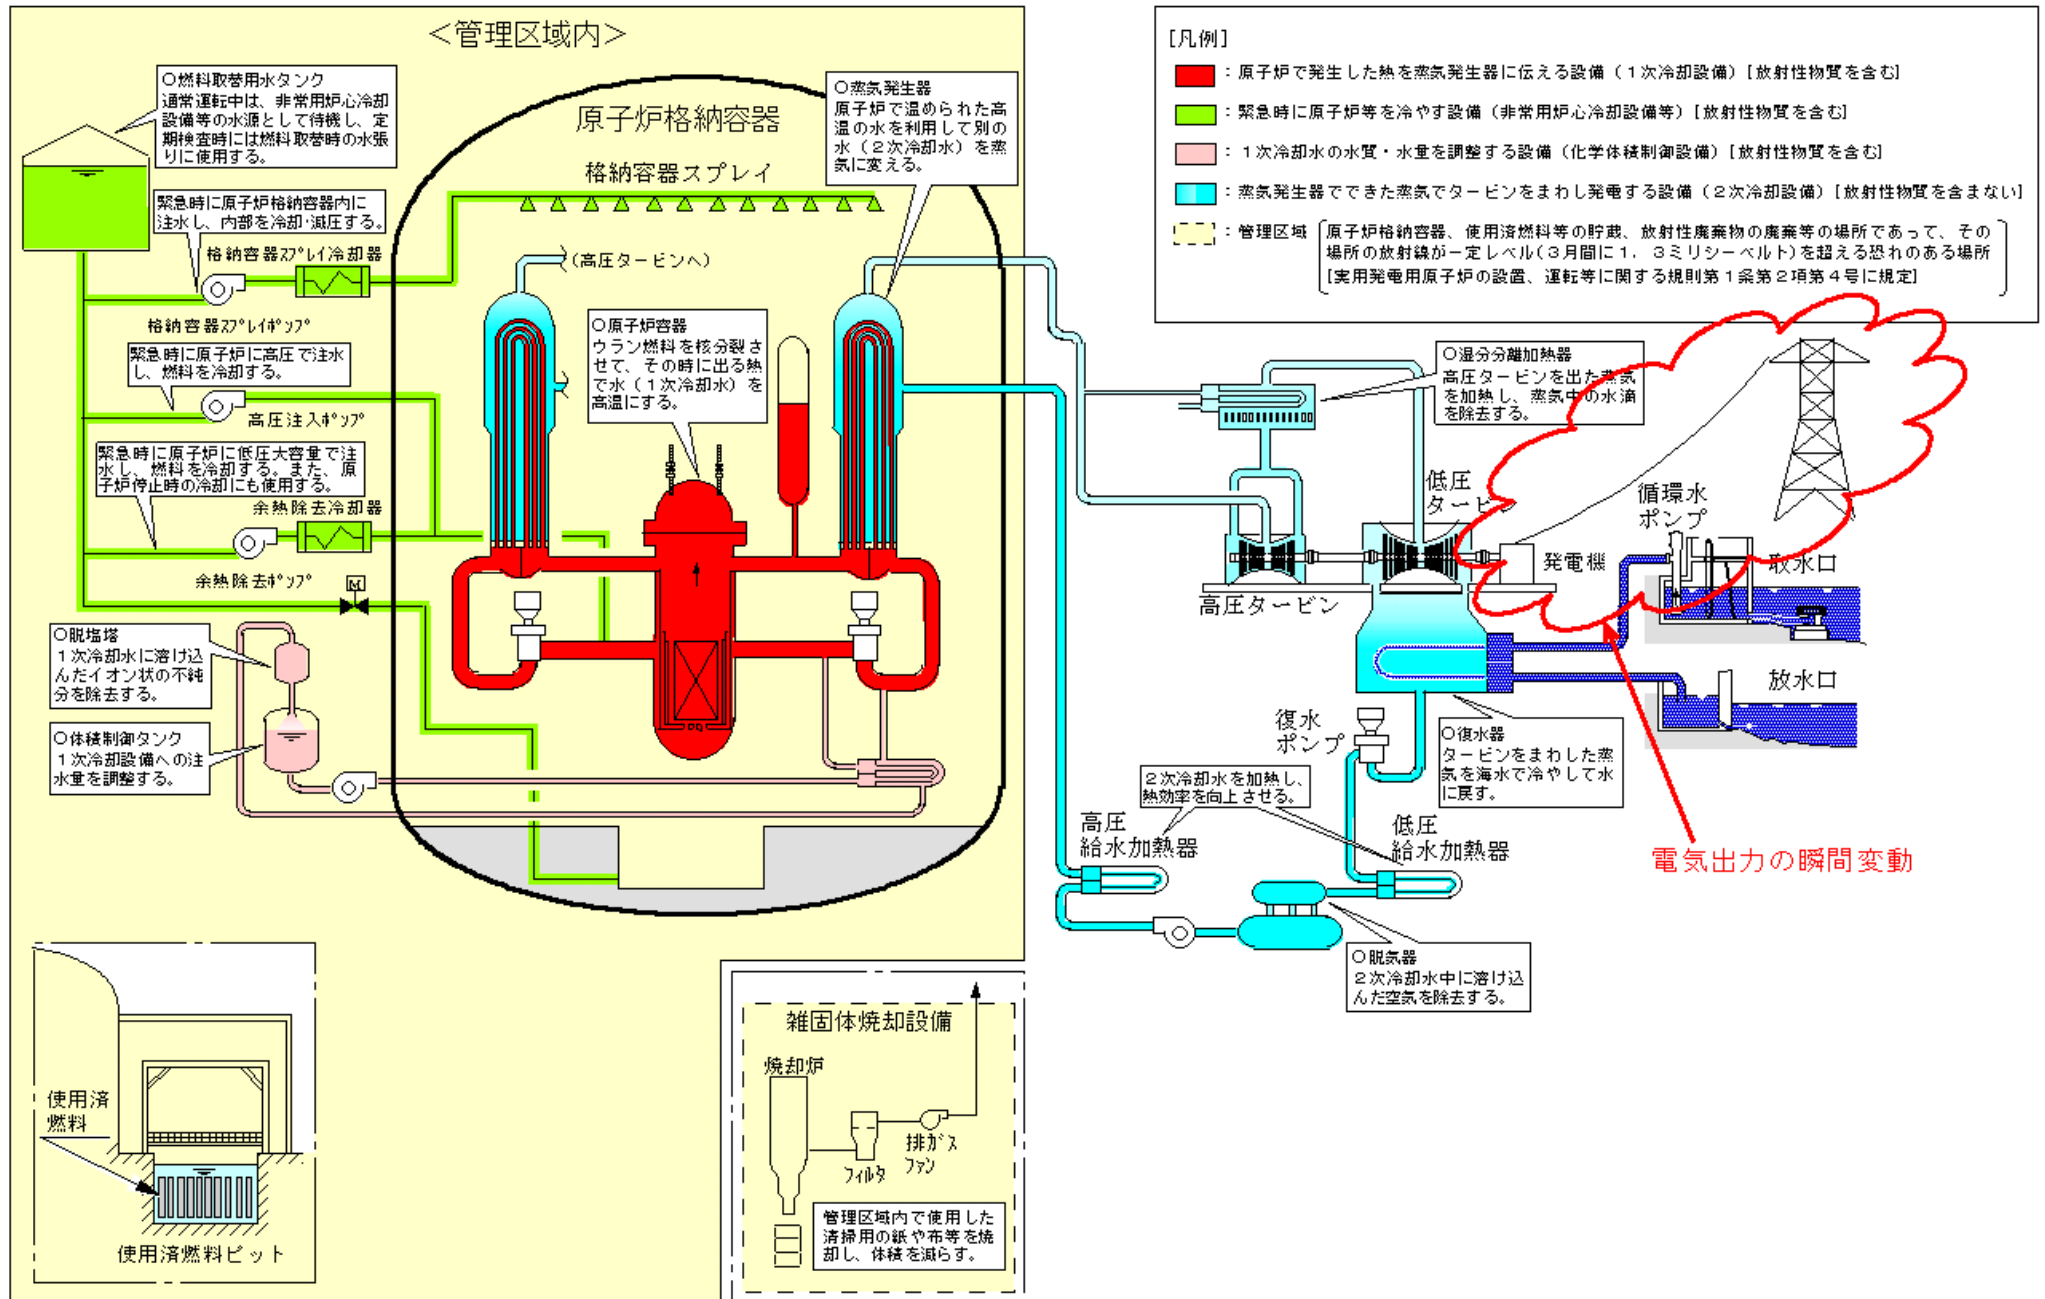 ＜管理区域内＞
○燃料取替用水タンク
通常運転中は、非常用炉心冷却
設備等の水源として待機し、定
期検査時には燃料取替時の水張
りに使用する。
緊急時に原子炉格納容器内に
注水し、内部を冷却・減圧する。
格納容器ｽﾌﾟﾚｲ冷却器
格納容器ｽﾌﾟﾚｲﾎﾟﾝﾌﾟ
緊急時に原子炉に高圧で注水
し、燃料を冷却する。
高圧注入ﾎﾟﾝﾌﾟ
緊急時に原子炉に低圧大容量で注
水し、燃料を冷却する。また、原
子炉停止時の冷却にも使用する。
余熱除去冷却器
余熱除去ﾎﾟﾝﾌﾟ
M
○脱塩塔
１次冷却水に溶け込
んだイオン状の不純
分を除去する。
○体積制御タンク
１次冷却設備への注
水量を調整する。
原子炉格納容器
格納容器スプレイ
(高圧タービンへ)
○原子炉容器
ウラン燃料を核分裂さ
せて、その時に出る熱
で水（１次冷却水）を
高温にする。
○蒸気発生器
原子炉で温められた高
温の水を利用して別の
水（２次冷却水）を蒸
気に変える。
[凡例]
：原子炉で発生した熱を蒸気発生器に伝える設備（１次冷却設備）[放射性物質を含む]
：緊急時に原子炉等を冷やす設備（非常用炉心冷却設備等）[放射性物質を含む]
：１次冷却水の水質・水量を調整する設備（化学体積制御設備）[放射性物質を含む]
：蒸気発生器でできた蒸気でタービンをまわし発電する設備（２次冷却設備）[放射性物質を含まない]
：管理区域
原子炉格納容器、使用済燃料等の貯蔵、放射性廃棄物の廃棄等の場所であって、その
場所の放射線が一定レベル(３月間に１．３ミリシーベルト)を超える恐れのある場所
[実用発電用原子炉の設置、運転等に関する規則第１条第２項第４号に規定]
○湿分分離加熱器
高圧タービンを出た蒸気
を加熱し、蒸気中の水滴
を除去する。
低圧
タービン
高圧タービン
発電機
循環水
ポンプ
取水口
放水口
復水
ポンプ
○復水器
タービンをまわした蒸
気を海水で冷やして水
に戻す。
２次冷却水を加熱し、
熱効率を向上させる。
高圧
給水加熱器
低圧
給水加熱器
電気出力の瞬間変動
○脱気器
２次冷却水中に溶け込
んだ空気を除去する。
使用済
燃料
使用済燃料ピット
雑固体焼却設備
焼却炉
ﾌｨﾙﾀ
排ｶﾞｽ
ﾌｧﾝ
管理区域内で使用した
清掃用の紙や布等を焼
却し、体積を減らす。